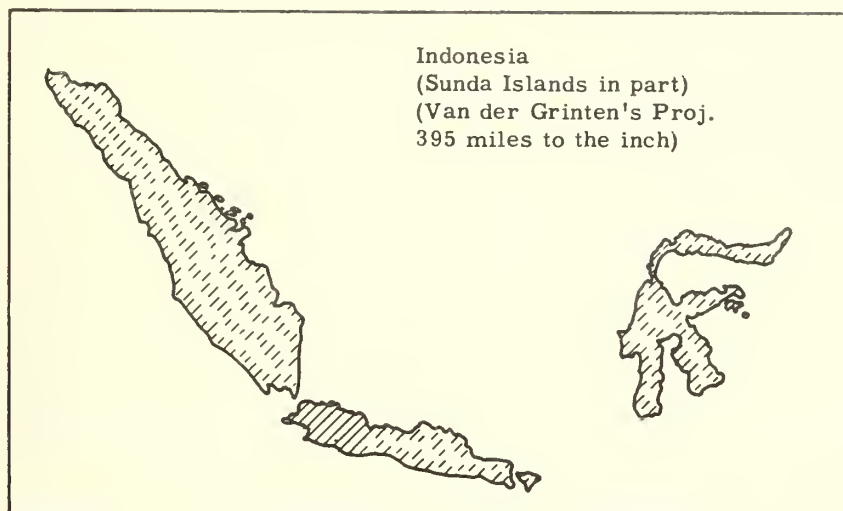 Indonesia
(Sunda Islands in part)
(Van der Grinten's Proj.
395 miles to the inch)